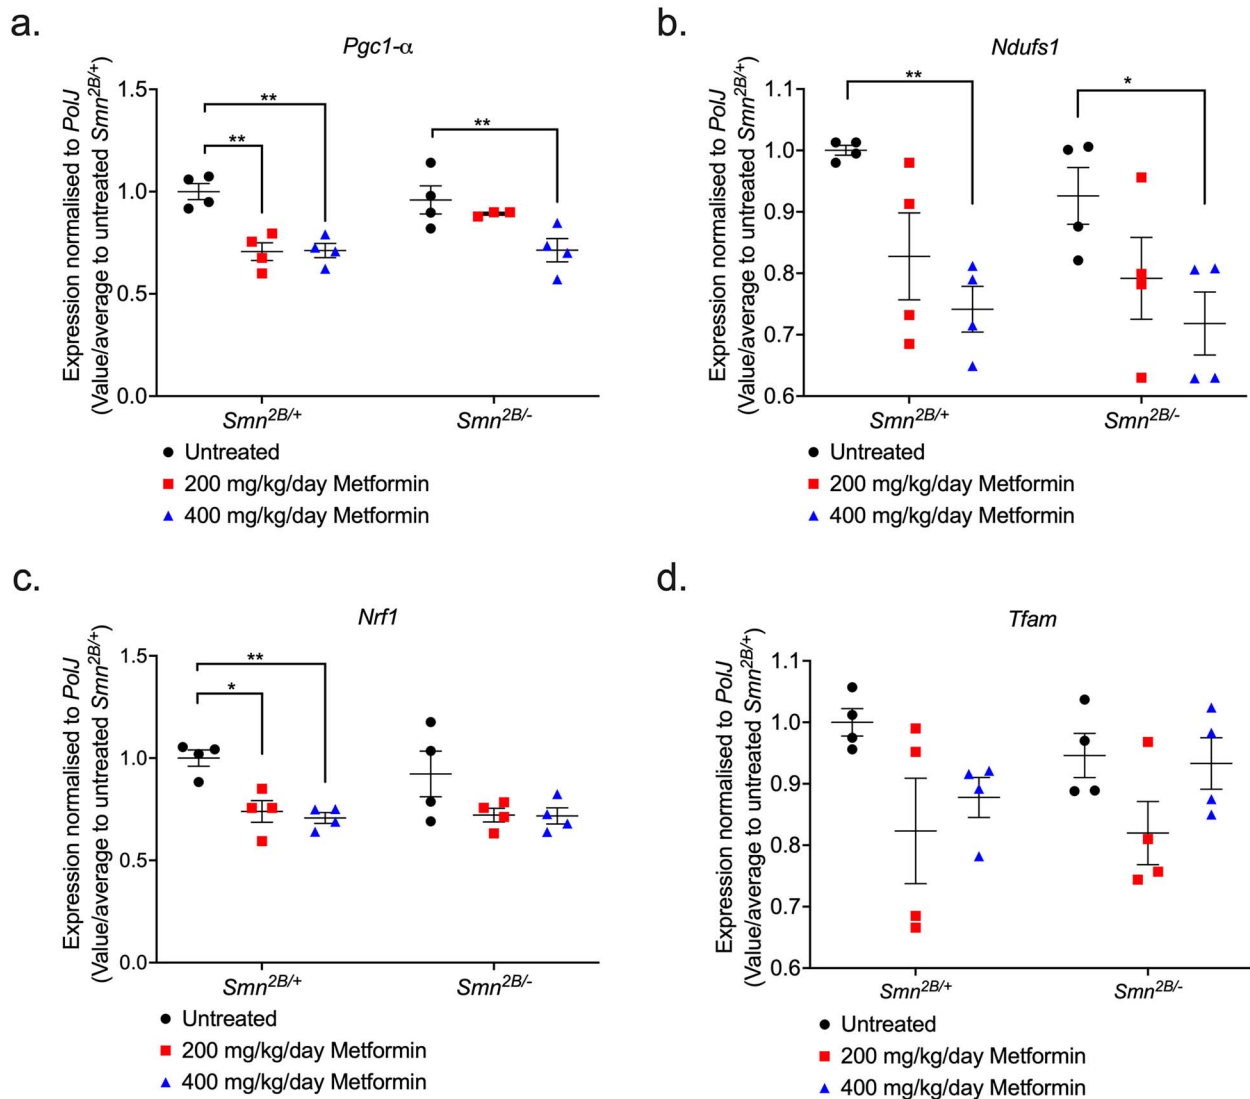 a.
Pgc1-α
Expression normalised to PolJ
(Value/average to untreated Smn2B/+)
1.5
1.0
0.5
0.0
**
**
**
Smn2B/+
Smn2B/-
Untreated
200 mg/kg/day Metformin
400 mg/kg/day Metformin
b.
Ndufs1
Expression normalised to PolJ
(Value/average to untreated Smn2B/+)
1.1
1.0
0.9
0.8
0.7
0.6
**
*
Smn2B/+
Smn2B/-
Untreated
200 mg/kg/day Metformin
400 mg/kg/day Metformin
c.
Nrf1
Expression normalised to PolJ
(Value/average to untreated Smn2B/+)
1.5
1.0
0.5
0.0
**
*
Smn2B/+
Smn2B/-
Untreated
200 mg/kg/day Metformin
400 mg/kg/day Metformin
d.
Tfam
Expression normalised to PolJ
(Value/average to untreated Smn2B/+)
1.1
1.0
0.9
0.8
0.7
0.6
Smn2B/+
Smn2B/-
Untreated
200 mg/kg/day Metformin
400 mg/kg/day Metformin